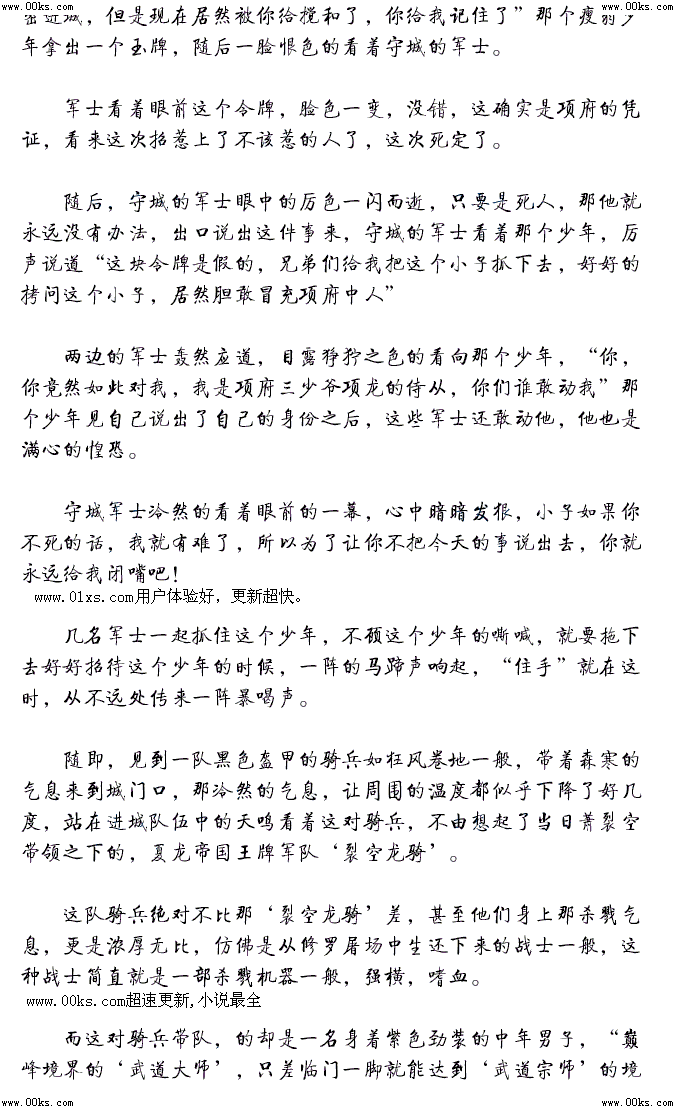 www.00ks.com www.00ks.com
密进城，但是现在居然被你给搅和了，你给我记住了”那个瘦弱少
年拿出一个玉牌，随后一脸恨色的看着守城的军士。
军士看着眼前这个令牌，脸色一变，没错，这确实是项府的凭
证，看来这次招惹上了不该惹的人了，这次死定了。
随后，守城的军士眼中的厉色一闪而逝，只要是死人，那他就
永远没有办法，出口说出这件事来，守城的军士看着那个少年，厉
声说道“这块令牌是假的，兄弟们给我把这个小子抓下去，好好的
拷问这个小子，居然胆敢冒充项府中人”
两边的军士轰然应道，目露狰狞之色的看向那个少年，“你，
你竟然如此对我，我是项府三少爷项龙的侍从，你们谁敢动我”那
个少年见自己说出了自己的身份之后，这些军士还敢动他，他也是
满心的惶恐。
守城军士冷然的看着眼前的一幕，心中暗暗发狠，小子如果你
不死的话，我就有难了，所以为了让你不把今天的事说出去，你就
永远给我闭嘴吧！
www.01xs.com用户体验好，更新超快。
几名军士一起抓住这个少年，不顾这个少年的嘶喊，就要拖下
去好好招待这个少年的时候，一阵的马蹄声响起，“住手”就在这
时，从不远处传来一阵暴喝声。
随即，见到一队黑色盔甲的骑兵如狂风卷地一般，带着森寒的
气息来到城门口，那冷然的气息，让周围的温度都似乎下降了好几
度，站在进城队伍中的天鸣看着这对骑兵，不由想起了当日萧裂空
带领之下的，夏龙帝国王牌军队‘裂空龙骑’。
这队骑兵绝对不比那‘裂空龙骑’差，甚至他们身上那杀戮气
息，更是浓厚无比，仿佛是从修罗屠场中生还下来的战士一般，这
种战士简直就是一部杀戮机器一般，强横，嗜血。
www.00ks.com超速更新,小说最全
而这对骑兵带队，的却是一名身着紫色劲装的中年男子，“巅
峰境界的‘武道大师’，只差临门一脚就能达到‘武道宗师’的境
www.00ks.com www.00ks.com